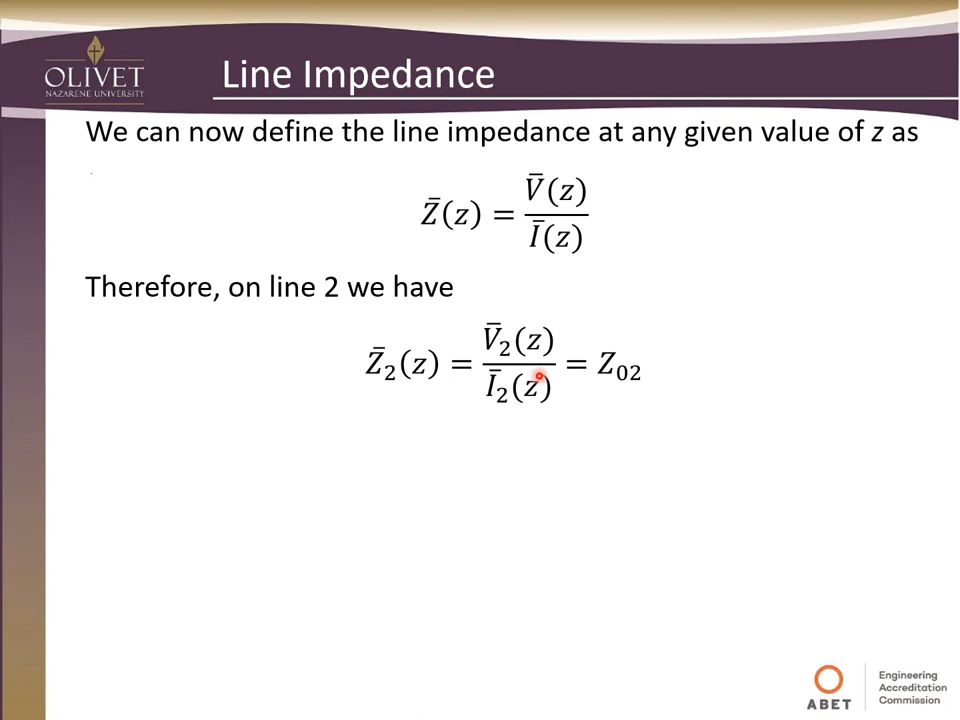 OLIVET
NAZARENE UNIVERSITY
Line Impedance
We can now define the line impedance at any given value of z as
Z̄(z) = V̄(z) / Ī(z)
Therefore, on line 2 we have
Z̄₂(z) = V̄₂(z) / Ī₂(z) = Z₀₂
ABET
Engineering
Accreditation
Commission